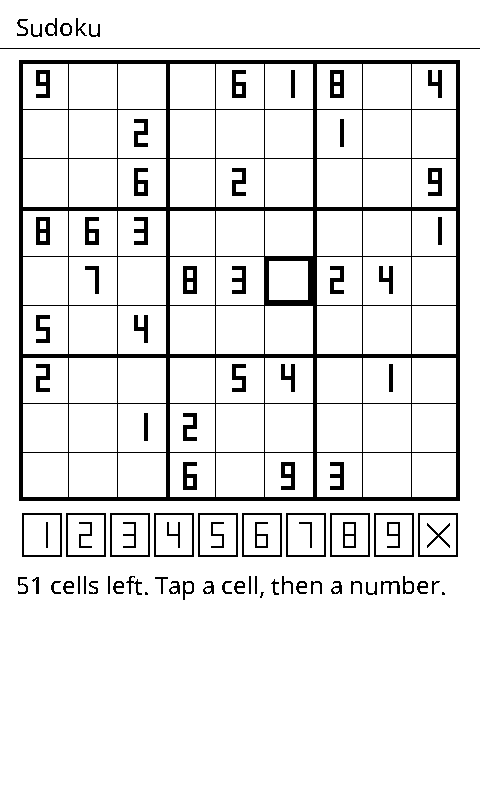 Sudoku
9 6 1 8 4
2 1
6 2 9
8 6 3 1
7 8 3 2 4
5 4
2 5 4 1
1 2
6 9 3
1 2 3 4 5 6 7 8 9 X
51 cells left. Tap a cell, then a number.